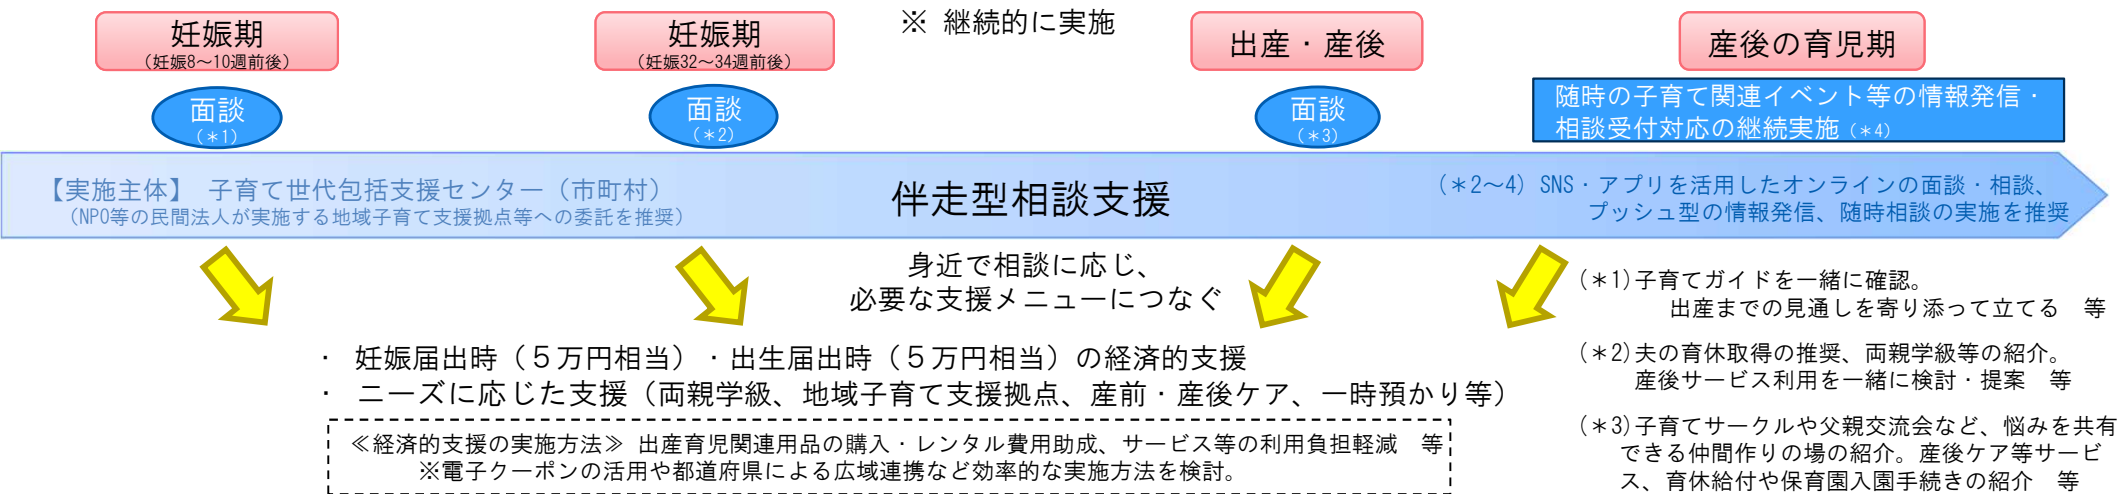 ※ 継続的に実施
妊娠期
（妊娠8～10週前後）
妊娠期
（妊娠32～34週前後）
出産・産後
産後の育児期
面談
（＊1）
面談
（＊2）
面談
（＊3）
随時の子育て関連イベント等の情報発信・
相談受付対応の継続実施（＊4）
【実施主体】 子育て世代包括支援センター（市町村）
（NPO等の民間法人が実施する地域子育て支援拠点等への委託を推奨）
伴走型相談支援
（＊2～4）SNS・アプリを活用したオンラインの面談・相談、
プッシュ型の情報発信、随時相談の実施を推奨
身近で相談に応じ、
必要な支援メニューにつなぐ
・ 妊娠届出時（５万円相当）・出生届出時（５万円相当）の経済的支援
・ ニーズに応じた支援（両親学級、地域子育て支援拠点、産前・産後ケア、一時預かり等）
≪経済的支援の実施方法≫ 出産育児関連用品の購入・レンタル費用助成、サービス等の利用負担軽減　等
※電子クーポンの活用や都道府県による広域連携など効率的な実施方法を検討。
（＊1）子育てガイドを一緒に確認。
出産までの見通しを寄り添って立てる　等
（＊2）夫の育休取得の推奨、両親学級等の紹介。
産後サービス利用を一緒に検討・提案　等
（＊3）子育てサークルや父親交流会など、悩みを共有
できる仲間作りの場の紹介。産後ケア等サービ
ス、育休給付や保育園入園手続きの紹介　等